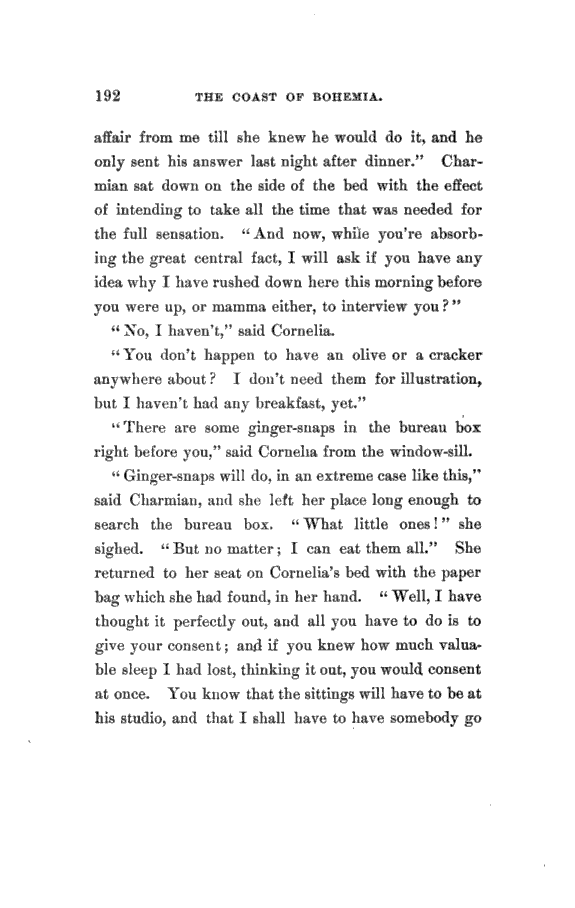 192 THE COAST OF BOHEMIA.
affair from me till she knew he would do it, and he
only sent his answer last night after dinner.” Char-
mian sat down on the side of the bed with the effect
of intending to take all the time that was needed for
the full sensation. “And now, while you're absorb-
ing the great central fact, I will ask if you have any
idea why I have rushed down here this morning before
you were up, or mamma either, to interview you?”
“No, I haven't,” said Cornelia.
“You don't happen to have an olive or a cracker
anywhere about? I don't need them for illustration,
but I haven't had any breakfast, yet.”
“There are some ginger-snaps in the bureau box
right before you,” said Cornelia from the window-sill.
“Ginger-snaps will do, in an extreme case like this,”
said Charmian, and she left her place long enough to
search the bureau box. “What little ones!” she
sighed. “But no matter; I can eat them all.” She
returned to her seat on Cornelia's bed with the paper
bag which she had found, in her hand. “Well, I have
thought it perfectly out, and all you have to do is to
give your consent; and if you knew how much valua-
ble sleep I had lost, thinking it out, you would consent
at once. You know that the sittings will have to be at
his studio, and that I shall have to have somebody go